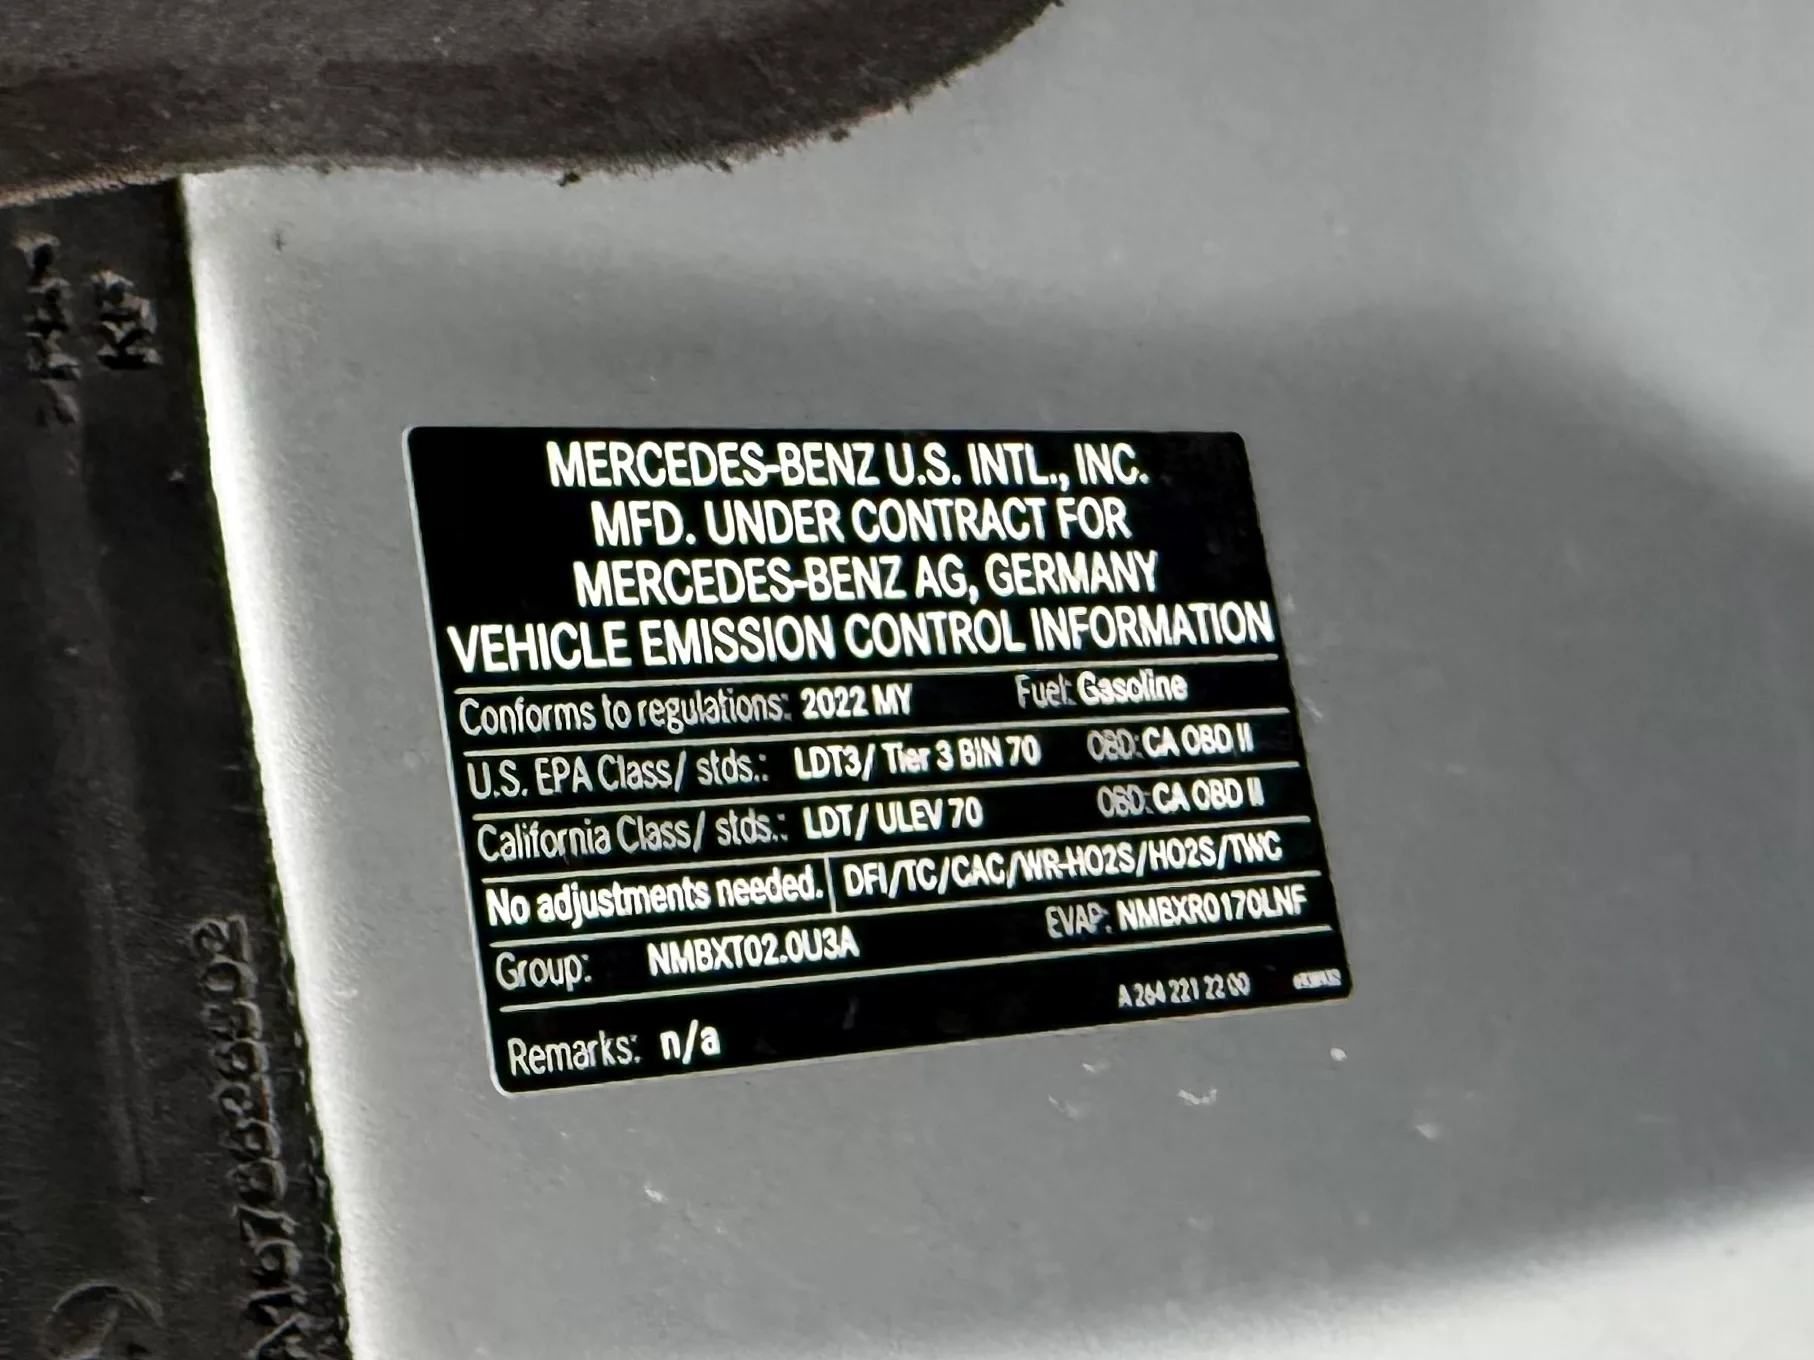 MERCEDES-BENZ U.S. INTL., INC.
MFD. UNDER CONTRACT FOR
MERCEDES-BENZ AG, GERMANY
VEHICLE EMISSION CONTROL INFORMATION
Conforms to regulations: 2022 MY Fuel: Gasoline
U.S. EPA Class/ stds.: LDT3/ Tier 3 BIN 70 OBD: CA OBD II
California Class/ stds.: LDT/ ULEV 70 OBD: CA OBD II
No adjustments needed. DFI/TC/CAC/WR-HO2S/HO2S/TWC
Group: NMBXT02.0U3A EVAP: NMBXR0170LNF
A 264 221 22 00
Remarks: n/a